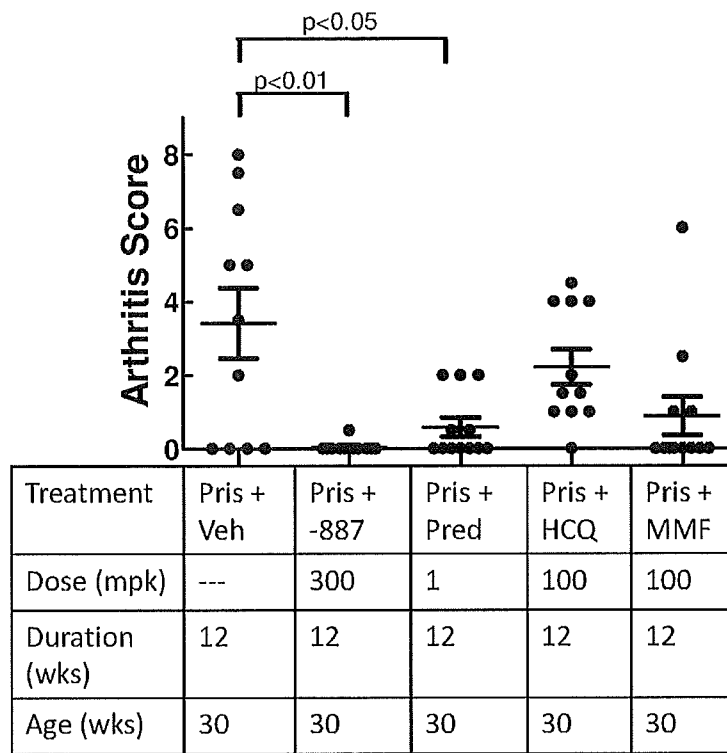 p<0.05
p<0.01
Arthritis Score
8
6
4
2
0
Treatment
Pris +
Veh
Pris +
-887
Pris +
Pred
Pris +
HCQ
Pris +
MMF
Dose (mpk)
---
300
1
100
100
Duration
(wks)
12
12
12
12
12
Age (wks)
30
30
30
30
30